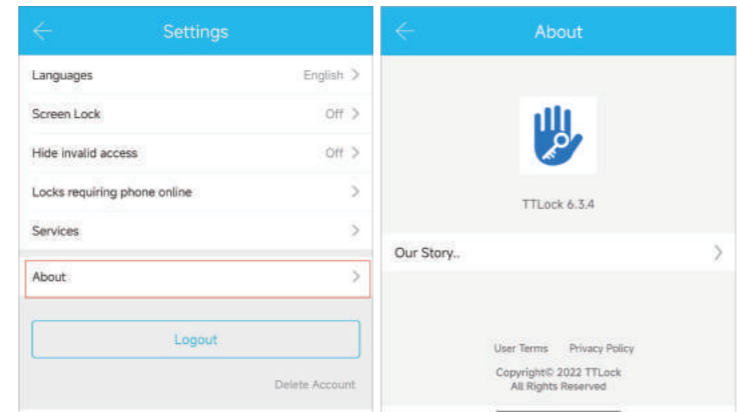 Settings
Languages English
Screen Lock Off
Hide invalid access Off
Locks requiring phone online
Services
About
Logout
Delete Account
About
TTLock 6.3.4
Our Story..
User Terms Privacy Policy
Copyright© 2022 TTLock
All Rights Reserved